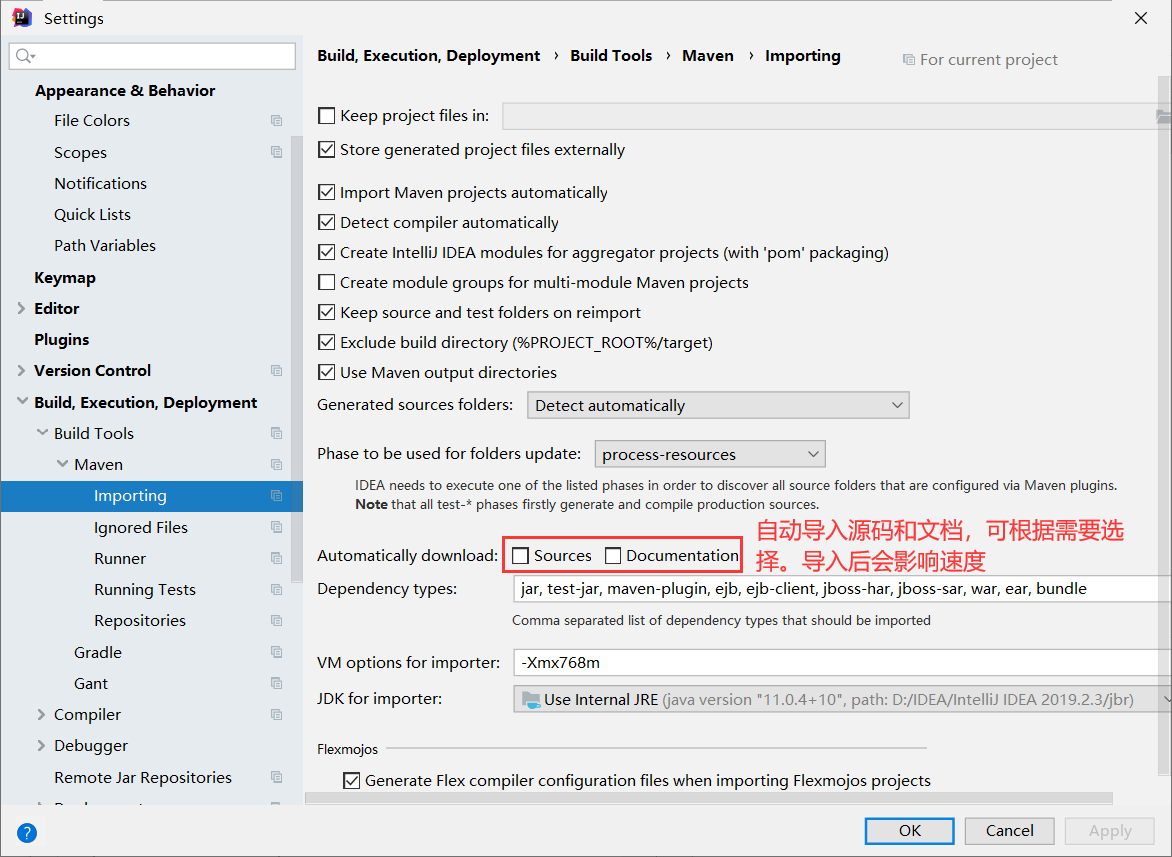 Settings
Appearance & Behavior
File Colors
Scopes
Notifications
Quick Lists
Path Variables
Keymap
Editor
Plugins
Version Control
Build, Execution, Deployment
Build Tools
Maven
Importing
Ignored Files
Runner
Running Tests
Repositories
Gradle
Gant
Compiler
Debugger
Remote Jar Repositories
Build, Execution, Deployment › Build Tools › Maven › Importing
For current project
Keep project files in:
Store generated project files externally
Import Maven projects automatically
Detect compiler automatically
Create IntelliJ IDEA modules for aggregator projects (with 'pom' packaging)
Create module groups for multi-module Maven projects
Keep source and test folders on reimport
Exclude build directory (%PROJECT_ROOT%/target)
Use Maven output directories
Generated sources folders: Detect automatically
Phase to be used for folders update: process-resources
IDEA needs to execute one of the listed phases in order to discover all source folders that are configured via Maven plugins.
Note that all test-* phases firstly generate and compile production sources.
Automatically download: Sources Documentation
自动导入源码和文档，可根据需要选
择。导入后会影响速度
Dependency types: jar, test-jar, maven-plugin, ejb, ejb-client, jboss-har, jboss-sar, war, ear, bundle
Comma separated list of dependency types that should be imported
VM options for importer: -Xmx768m
JDK for importer: Use Internal JRE (java version "11.0.4+10", path: D:/IDEA/IntelliJ IDEA 2019.2.3/jbr)
Flexmojos
Generate Flex compiler configuration files when importing Flexmojos projects
?
OK
Cancel
Apply